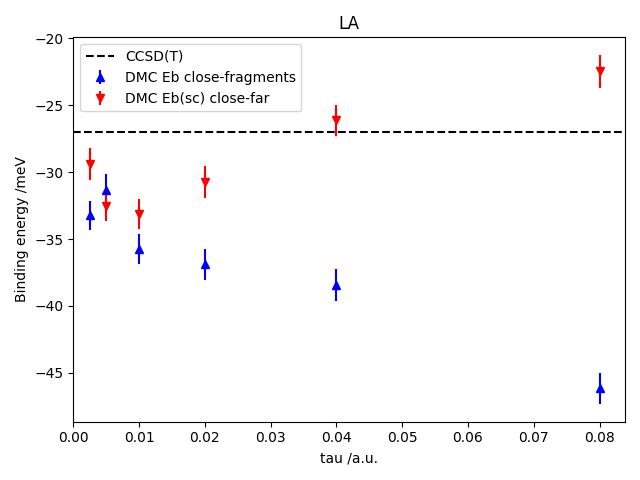 LA
CCSD(T)
DMC Eb close-fragments
DMC Eb(sc) close-far
Binding energy /meV
−20
−25
−30
−35
−40
−45
0.00 0.01 0.02 0.03 0.04 0.05 0.06 0.07 0.08
tau /a.u.